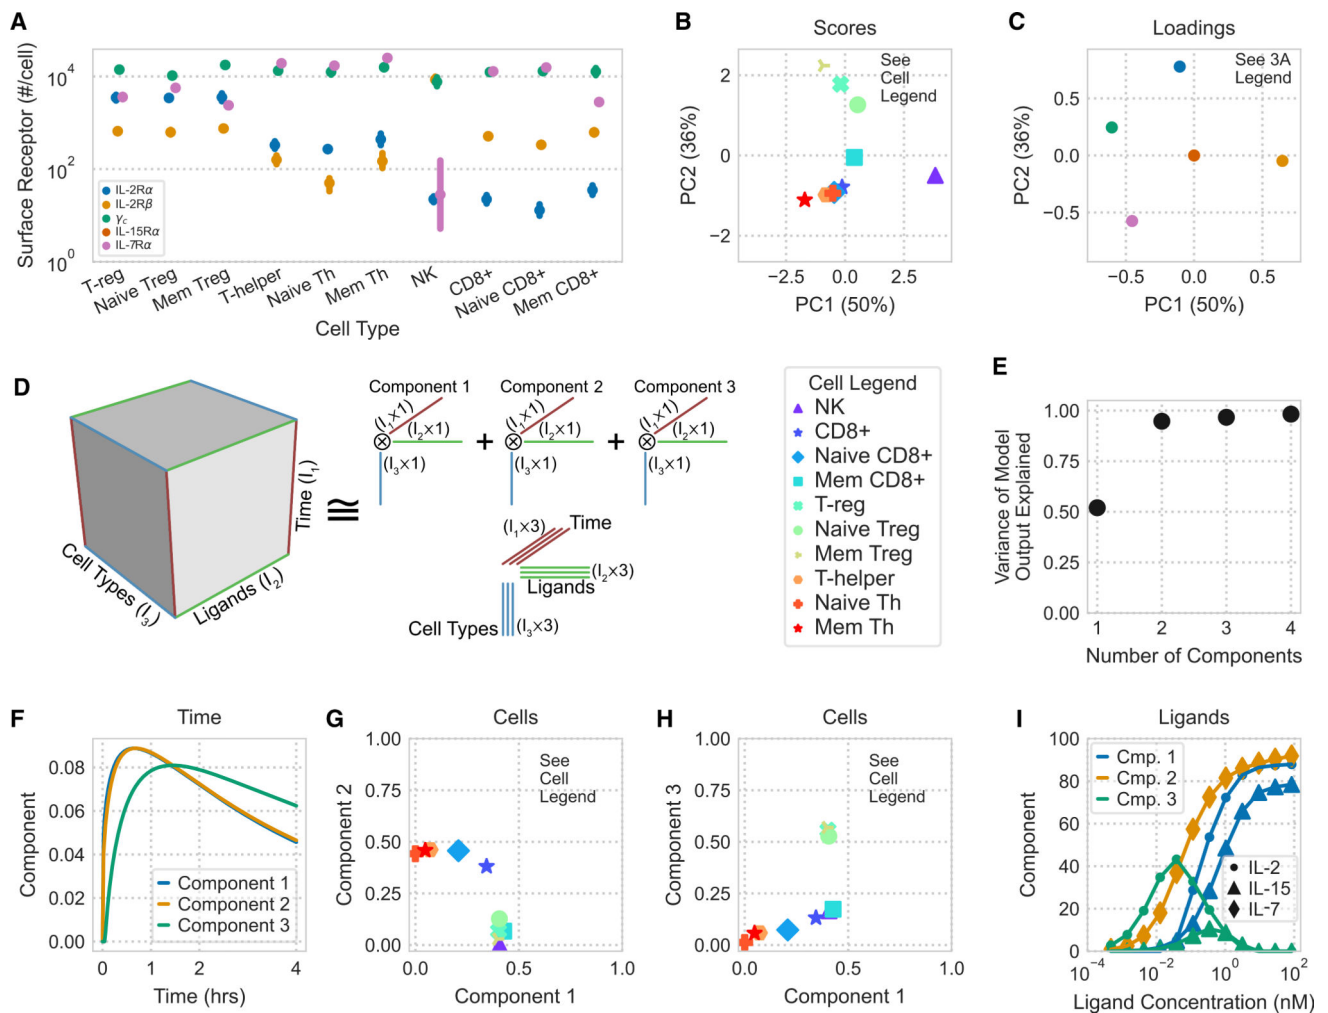 A
Surface Receptor (#/cell)
10⁴
10²
10⁰
IL-2Rα
IL-2Rβ
γc
IL-15Rα
IL-7Rα
T-reg
Naive Treg
Mem Treg
T-helper
Naive Th
Mem Th
NK
CD8+
Naive CD8+
Mem CD8+
Cell Type
B
Scores
See
Cell
Legend
PC2 (36%)
2
0
−2
−2.5
0.0
2.5
PC1 (50%)
C
Loadings
See 3A
Legend
PC2 (36%)
0.5
0.0
−0.5
−0.5
0.0
0.5
PC1 (50%)
D
Time (I₁)
Cell Types (I₃)
Ligands (I₂)
≅
Component 1
(I₁×1)
(I₂×1)
(I₃×1)
+
Component 2
(I₁×1)
(I₂×1)
(I₃×1)
+
Component 3
(I₁×1)
(I₂×1)
(I₃×1)
(I₁×3)
Time
(I₂×3)
Ligands
Cell Types
(I₃×3)
Cell Legend
NK
CD8+
Naive CD8+
Mem CD8+
T-reg
Naive Treg
Mem Treg
T-helper
Naive Th
Mem Th
E
Variance of Model
Output Explained
1.00
0.75
0.50
0.25
0.00
1
2
3
4
Number of Components
F
Time
Component
0.08
0.06
0.04
0.02
0.00
Component 1
Component 2
Component 3
0
1
2
4
Time (hrs)
G
Cells
See
Cell
Legend
Component 2
1.00
0.75
0.50
0.25
0.00
0.0
0.5
1.0
Component 1
H
Cells
See
Cell
Legend
Component 3
1.00
0.75
0.50
0.25
0.00
0.0
0.5
1.0
Component 1
I
Ligands
Component
100
80
60
40
20
0
Cmp. 1
Cmp. 2
Cmp. 3
IL-2
IL-15
IL-7
10⁻⁴
10⁻²
10⁰
10²
Ligand Concentration (nM)